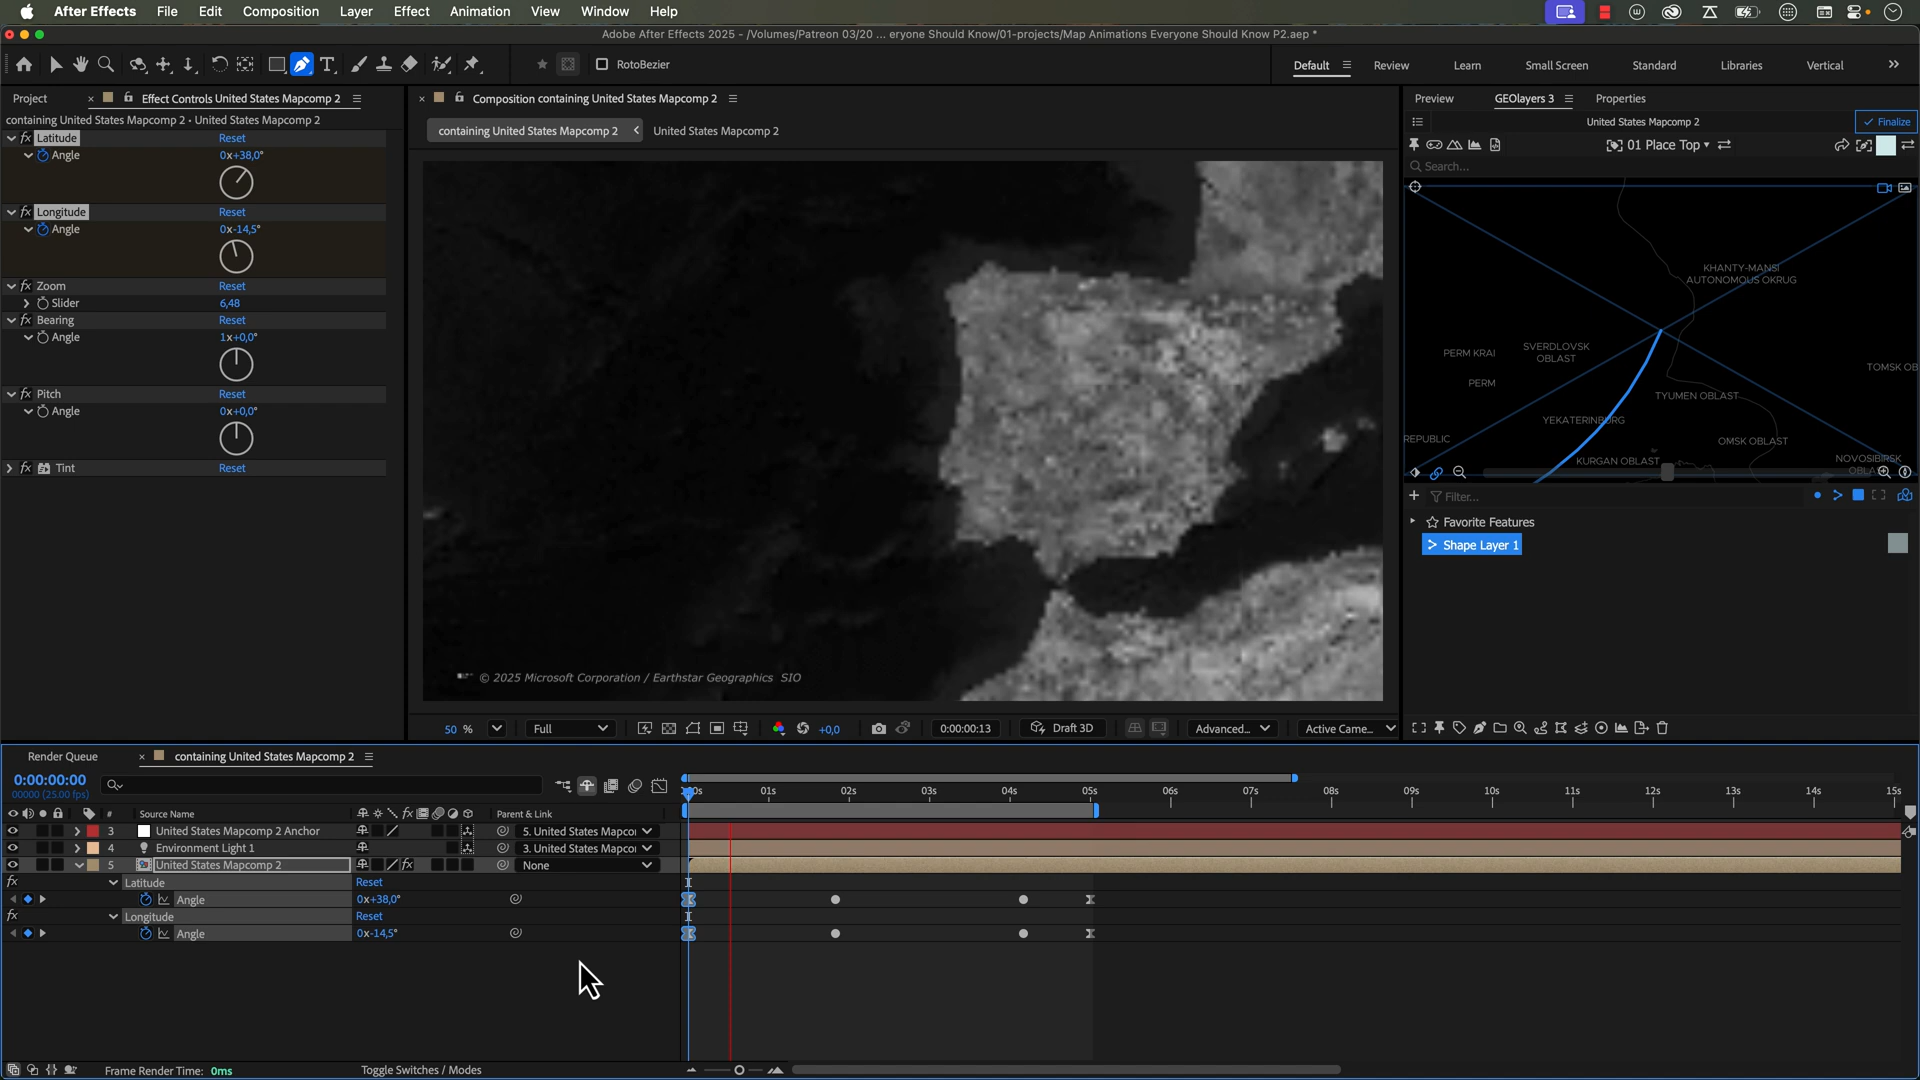 After Effects File Edit Composition Layer Effect Animation View Window Help
Adobe After Effects 2025 - /Volumes/Patreon 03/20 ... eryone Should Know/01-projects/Map Animations Everyone Should Know P2.aep *
RotoBezier
Default Review Learn Small Screen Standard Libraries Vertical
Project Effect Controls United States Mapcomp 2
containing United States Mapcomp 2 • United States Mapcomp 2
Latitude Reset
Angle 0x+38,0°
Longitude Reset
Angle 0x-14,5°
Zoom Reset
Slider 6,48
Bearing Reset
Angle 1x+0,0°
Pitch Reset
Angle 0x+0,0°
Tint Reset
Composition containing United States Mapcomp 2
containing United States Mapcomp 2 United States Mapcomp 2
© 2025 Microsoft Corporation / Earthstar Geographics SIO
50 % Full +0,0 0:00:00:13 Draft 3D Advanced... Active Came...
Preview GEOlayers 3 Properties
United States Mapcomp 2 Finalize
01 Place Top
Search...
KHANTY-MANSI
AUTONOMOUS OKRUG
PERM KRAI SVERDLOVSK
OBLAST
TOMSK OB
PERM
TYUMEN OBLAST
YEKATERINBURG
REPUBLIC OMSK OBLAST
KURGAN OBLAST NOVOSIBIRSK
OBLA
Filter...
Favorite Features
Shape Layer 1
Render Queue containing United States Mapcomp 2
0:00:00:00
00000 (25.00 fps)
# Source Name Parent & Link
01s 02s 03s 04s 05s 06s 07s 08s 09s 10s 11s 12s 13s 14s 15s
3 United States Mapcomp 2 Anchor 5. United States Mapco
4 Environment Light 1 3. United States Mapco
5 United States Mapcomp 2 None
Latitude Reset
Angle 0x+38,0°
Longitude Reset
Angle 0x-14,5°
Frame Render Time: 0ms Toggle Switches / Modes